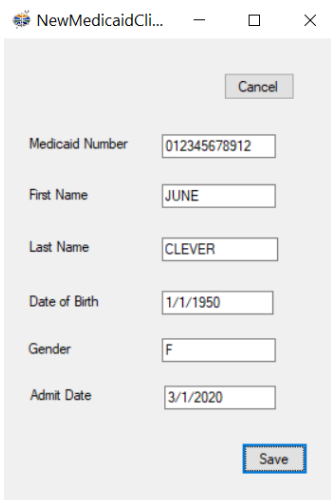 NewMedicaidCli...
Cancel
Medicaid Number 012345678912
First Name JUNE
Last Name CLEVER
Date of Birth 1/1/1950
Gender F
Admit Date 3/1/2020
Save